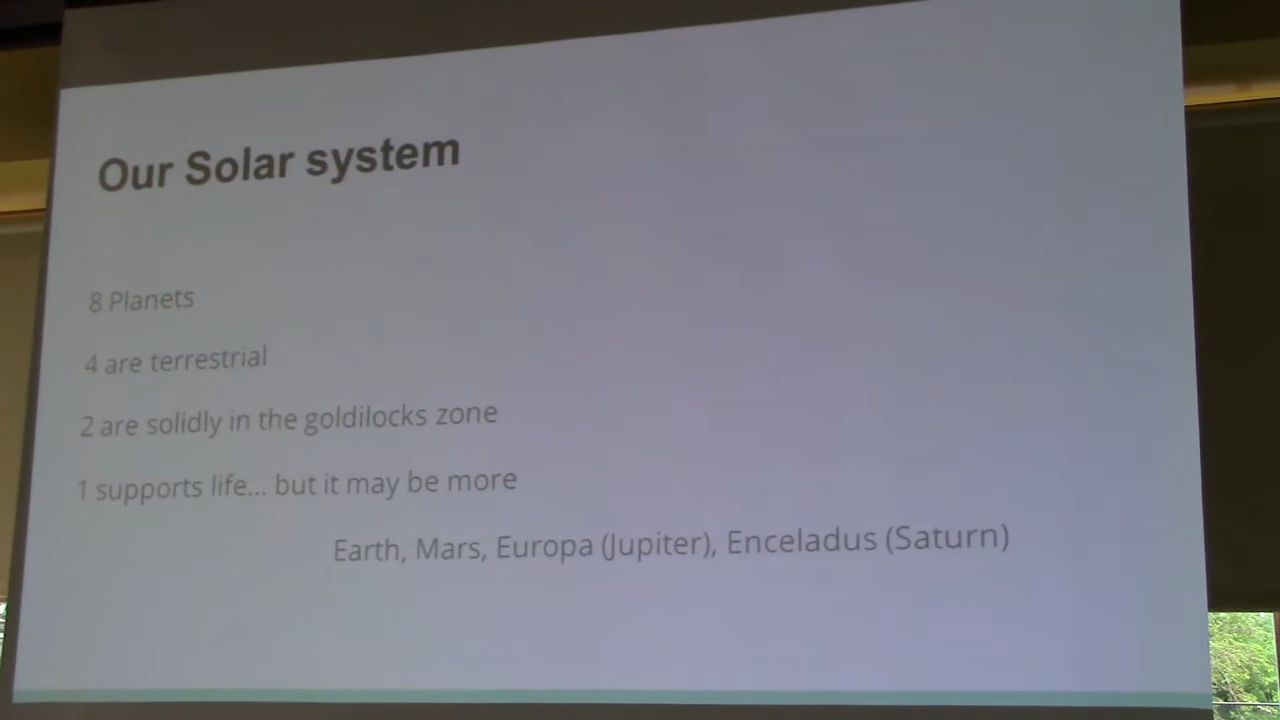 Our Solar system
8 Planets
4 are terrestrial
2 are solidly in the goldilocks zone
1 supports life... but it may be more
Earth, Mars, Europa (Jupiter), Enceladus (Saturn)